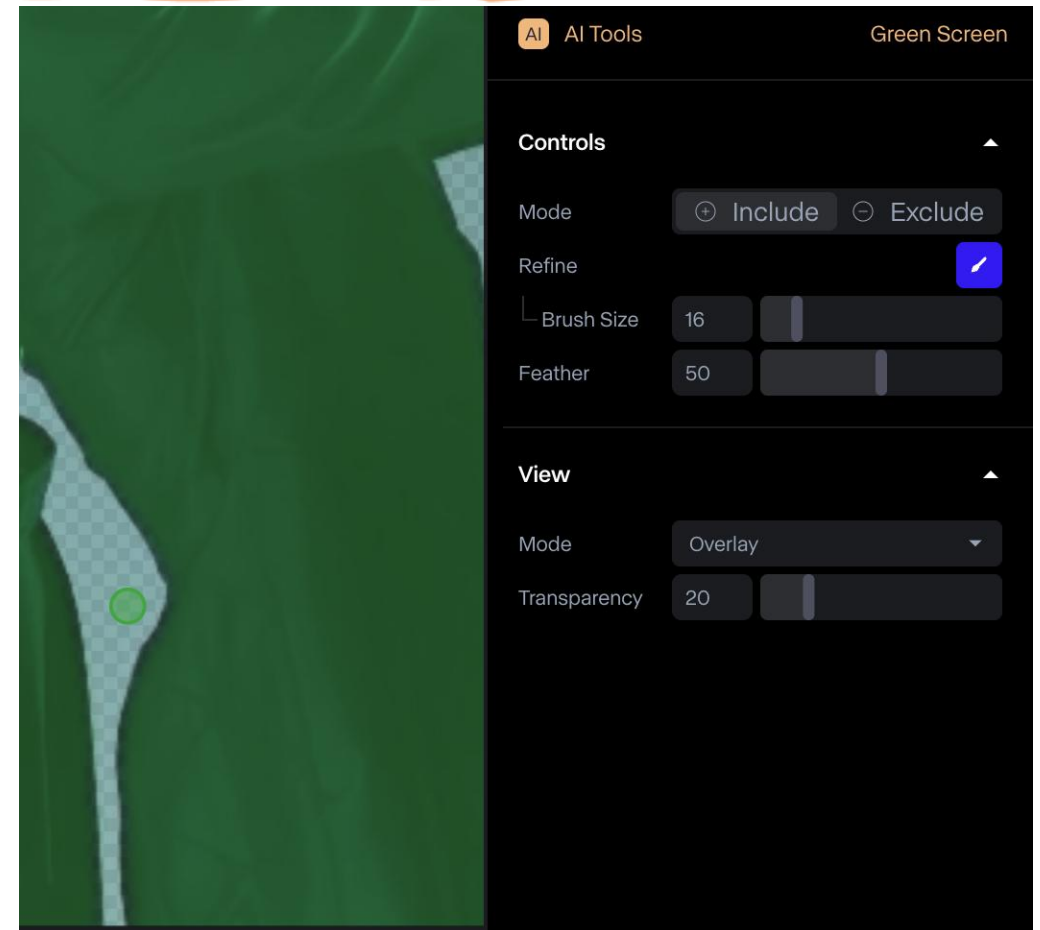 AI AI Tools Green Screen
Controls
Mode Include Exclude
Refine
Brush Size 16
Feather 50
View
Mode Overlay
Transparency 20